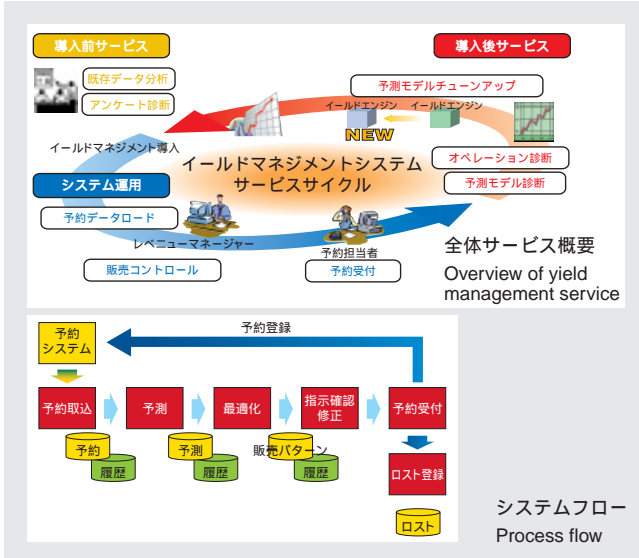 導入前サービス
導入後サービス
既存データ分析
アンケート診断
予測モデルチューンアップ
イールドエンジン
イールドエンジン
NEW
イールドマネジメント導入
イールドマネジメントシステム
サービスサイクル
オペレーション診断
予測モデル診断
システム運用
予約データロード
レベニューマネージャー
販売コントロール
予約担当者
予約受付
全体サービス概要
Overview of yield
management service
予約登録
予約
システム
予約取込
予測
最適化
指示確認
修正
予約受付
予約
履歴
予測
履歴
販売パターン
履歴
ロスト登録
ロスト
システムフロー
Process flow